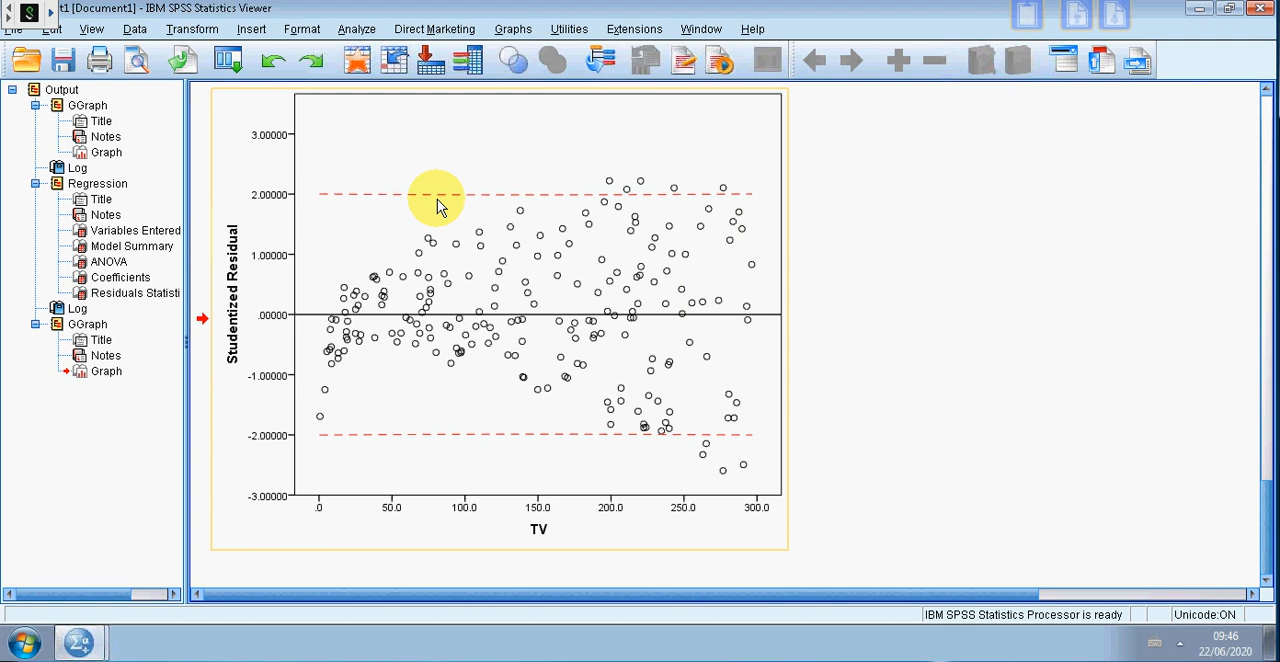 t1 [Document1] - IBM SPSS Statistics Viewer
View Data Transform Insert Format Analyze Direct Marketing Graphs Utilities Extensions Window Help
Output
GGraph
Title
Notes
Graph
Log
Regression
Title
Notes
Variables Entered
Model Summary
ANOVA
Coefficients
Residuals Statisti
Log
GGraph
Title
Notes
Graph
Studentized Residual
3.00000
2.00000
1.00000
.00000
-1.00000
-2.00000
-3.00000
.0 50.0 100.0 150.0 200.0 250.0 300.0
TV
IBM SPSS Statistics Processor is ready Unicode:ON
09:46
22/06/2020